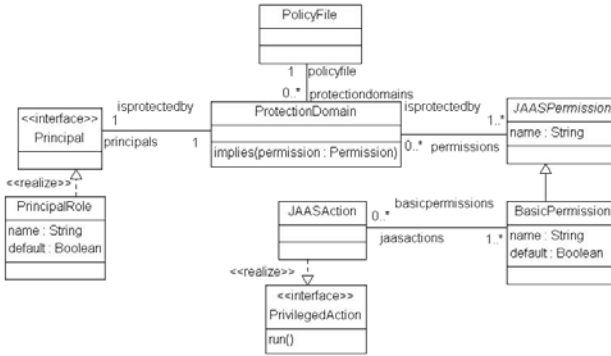 PolicyFile
1 policyfile
0..* protectiondomains
<<interface>>
Principal
isprotectedby
1
principals
1
ProtectionDomain
implies(permission : Permission)
isprotectedby
1..*
0..* permissions
JAASPermission
name : String
<<realize>>
PrincipalRole
name : String
default : Boolean
JAASAction
basicpermissions
0..*
jaasactions
1..*
BasicPermission
name : String
default : Boolean
<<realize>>
<<interface>>
PrivilegedAction
run()